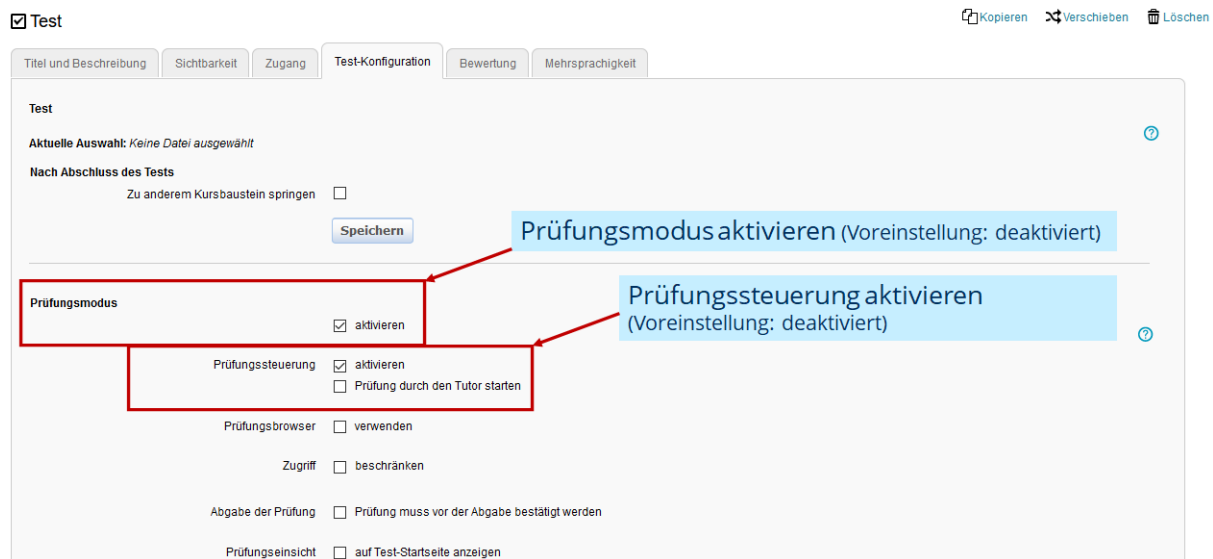 Test
Kopieren Verschieben Löschen
Titel und Beschreibung Sichtbarkeit Zugang Test-Konfiguration Bewertung Mehrsprachigkeit
Test
Aktuelle Auswahl: Keine Datei ausgewählt
Nach Abschluss des Tests
Zu anderem Kursbaustein springen
Speichern
Prüfungsmodus aktivieren (Voreinstellung: deaktiviert)
Prüfungssteuerung aktivieren
(Voreinstellung: deaktiviert)
Prüfungsmodus
aktivieren
Prüfungssteuerung aktivieren
Prüfung durch den Tutor starten
Prüfungsbrowser verwenden
Zugriff beschränken
Abgabe der Prüfung Prüfung muss vor der Abgabe bestätigt werden
Prüfungseinsicht auf Test-Startseite anzeigen